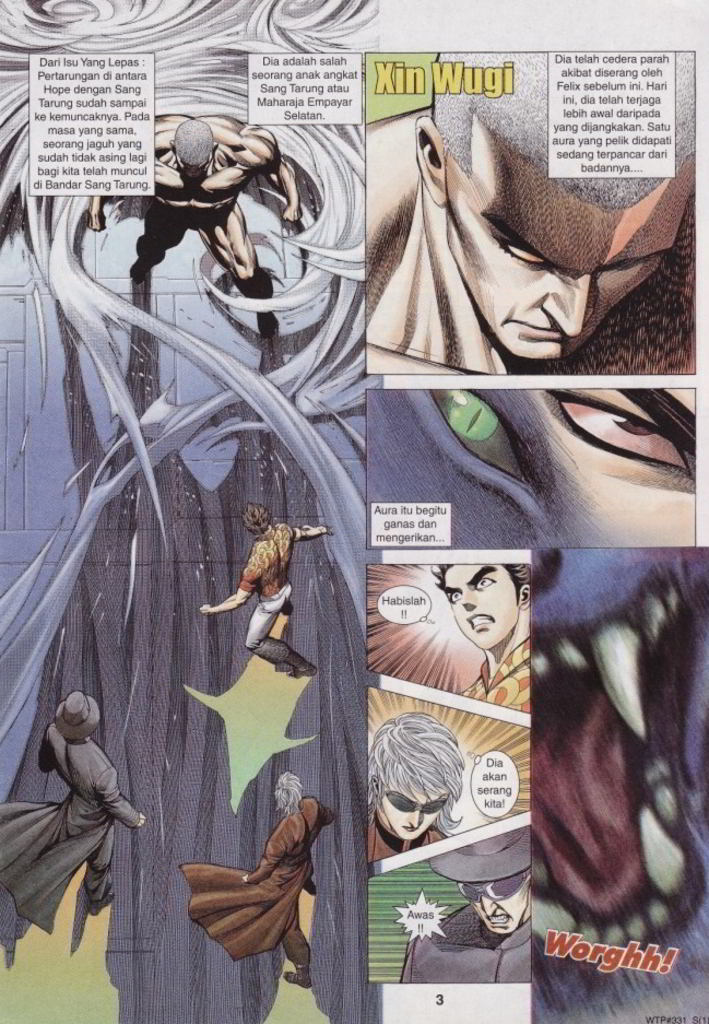 Dari Isu Yang Lepas :
Pertarungan di antara
Hope dengan Sang
Tarung sudah sampai
ke kemuncaknya. Pada
masa yang sama,
seorang jaguh yang
sudah tidak asing lagi
bagi kita telah muncul
di Bandar Sang Tarung.
Dia adalah salah
seorang anak angkat
Sang Tarung atau
Maharaja Empayar
Selatan.
Xin Wugi
Dia telah cedera parah
akibat diserang oleh
Felix sebelum ini. Hari
ini, dia telah terjaga
lebih awal daripada
yang dijangkakan. Satu
aura yang pelik didapati
sedang terpancar dari
badannya....
Aura itu begitu
ganas dan
mengerikan...
Habislah
!!
Dia
akan
serang
kita!
Awas
!!
Worghh!
3
WTP#331_S(1)